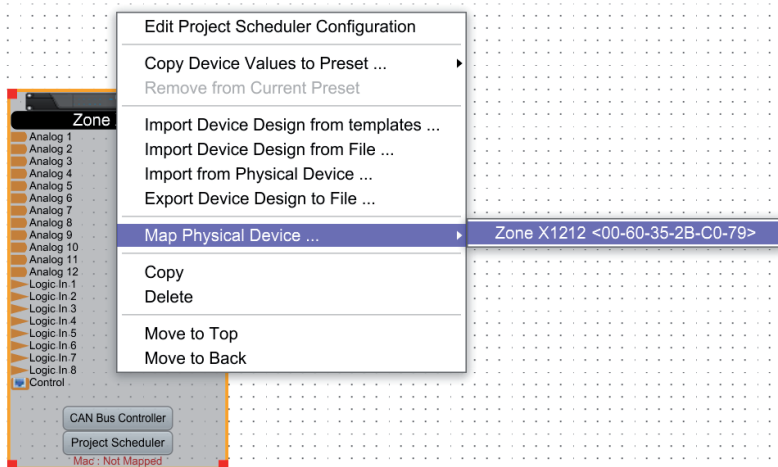 Edit Project Scheduler Configuration
Copy Device Values to Preset ...
Remove from Current Preset
Import Device Design from templates ...
Import Device Design from File ...
Import from Physical Device ...
Export Device Design to File ...
Map Physical Device ...
Zone X1212 <00-60-35-2B-C0-79>
Copy
Delete
Move to Top
Move to Back
Zone
Analog 1
Analog 2
Analog 3
Analog 4
Analog 5
Analog 6
Analog 7
Analog 8
Analog 9
Analog 10
Analog 11
Analog 12
Logic In 1
Logic In 2
Logic In 3
Logic In 4
Logic In 5
Logic In 6
Logic In 7
Logic In 8
Control
CAN Bus Controller
Project Scheduler
Mac : Not Mapped